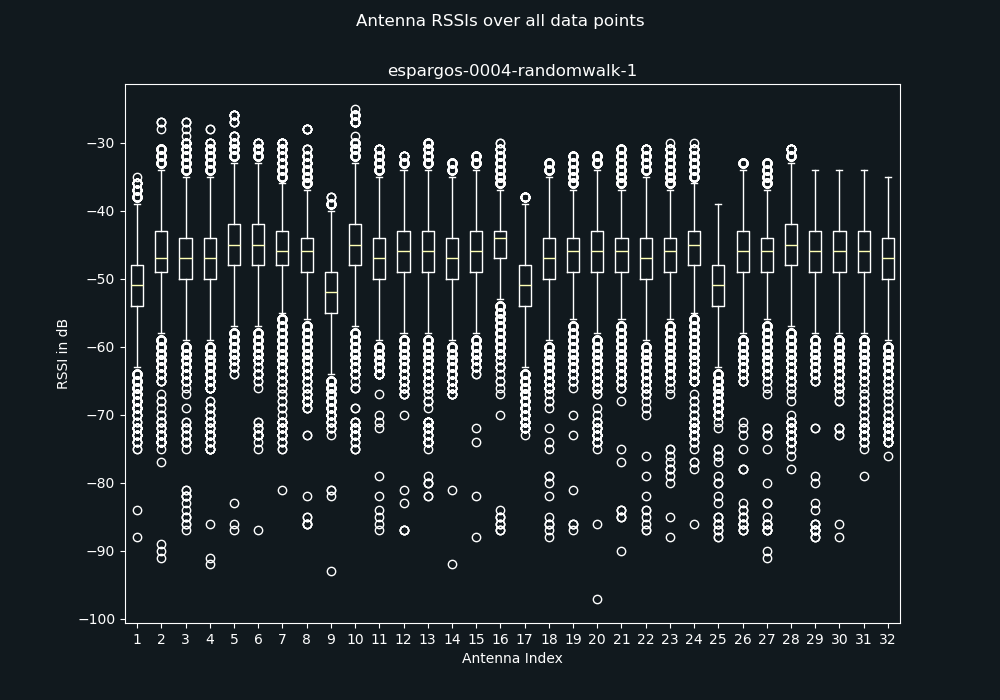 Antenna RSSIs over all data points
espargos-0004-randomwalk-1
RSSI in dB
−30
−40
−50
−60
−70
−80
−90
−100
1 2 3 4 5 6 7 8 9 10 11 12 13 14 15 16 17 18 19 20 21 22 23 24 25 26 27 28 29 30 31 32
Antenna Index